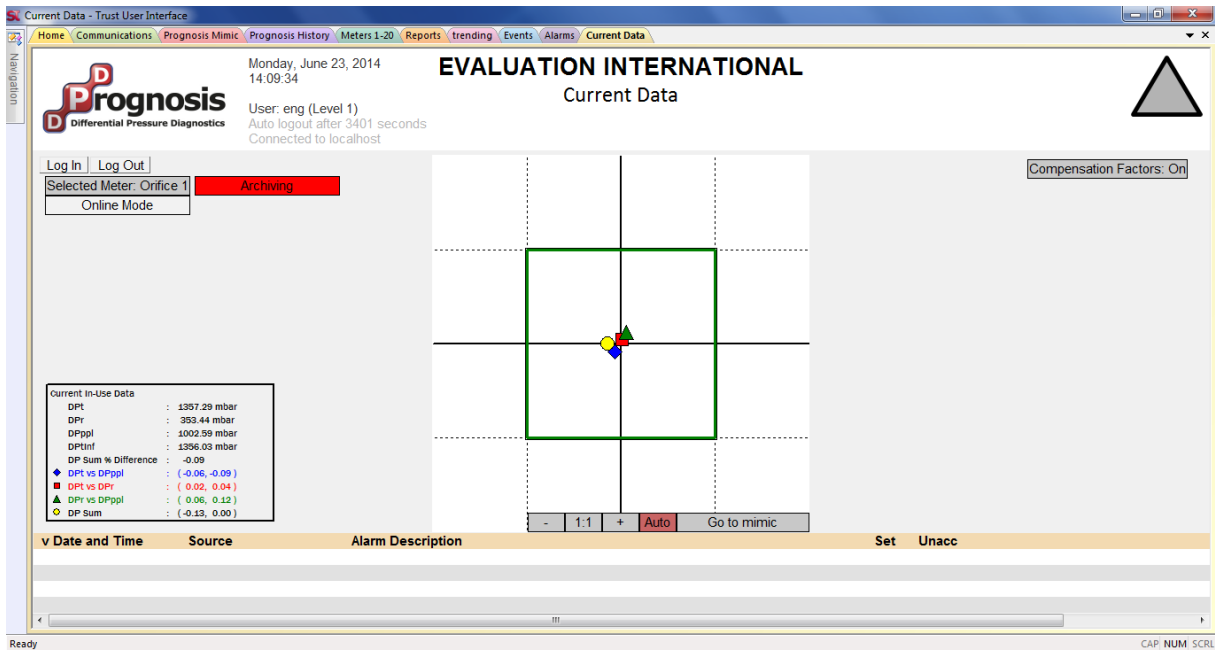 Current Data - Trust User Interface
Home Communications Prognosis Mimic Prognosis History Meters 1-20 Reports trending Events Alarms Current Data
Navigation
D
Prognosis
D Differential Pressure Diagnostics
Monday, June 23, 2014
14:09:34
User: eng (Level 1)
Auto logout after 3401 seconds
Connected to localhost
EVALUATION INTERNATIONAL
Current Data
Log In Log Out
Selected Meter: Orifice 1 Archiving
Online Mode
Compensation Factors: On
Current In-Use Data
DPt : 1357.29 mbar
DPr : 353.44 mbar
DPppl : 1002.59 mbar
DPtinf : 1356.03 mbar
DP Sum % Difference : -0.09
DPt vs DPppl : ( -0.06, -0.09 )
DPt vs DPr : ( 0.02, 0.04 )
DPr vs DPppl : ( 0.06, 0.12 )
DP Sum : ( -0.13, 0.00 )
- 1:1 + Auto Go to mimic
v Date and Time Source Alarm Description Set Unacc
Ready
CAP NUM SCRL